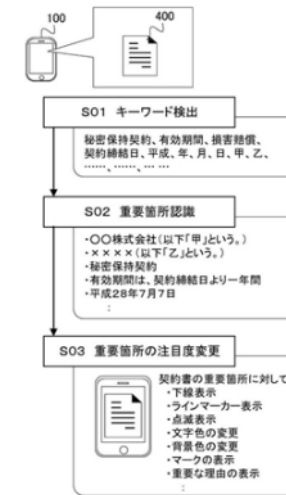 100
400
S01 キーワード検出
秘密保持契約、有効期間、損害賠償、
契約締結日、平成、年、月、日、甲、乙、
……、……、… …
S02 重要箇所認識
・〇〇株式会社(以下「甲」という。)
・××××(以下「乙」という。)
・秘密保持契約
・有効期間は、契約締結日より一年間
・平成28年7月7日
:
S03 重要箇所の注目度変更
契約書の重要箇所に対して
・下線表示
・ラインマーカー表示
・点滅表示
・文字色の変更
・背景色の変更
・マークの表示
・重要な理由の表示
: